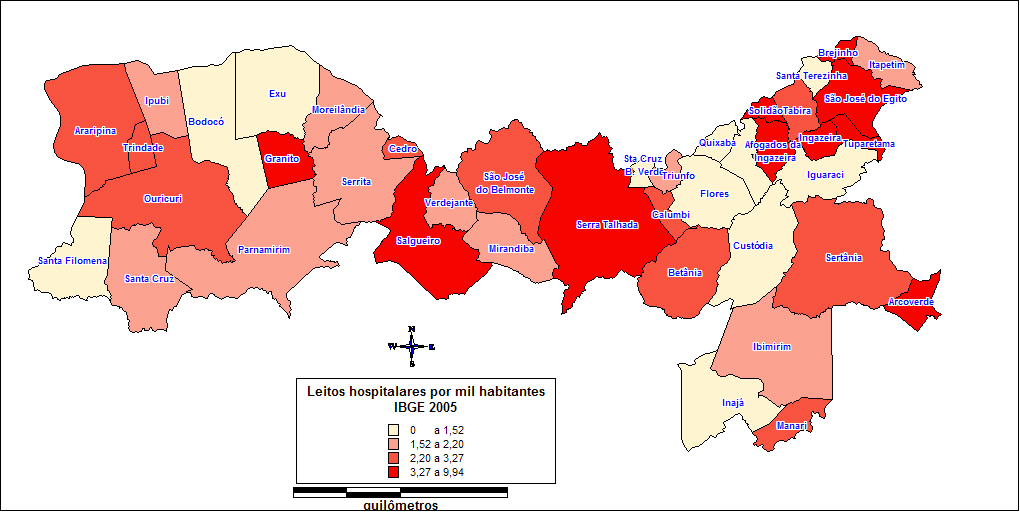 Brejinho
Itapetim
Santa Terezinha
São José do Egito
Solidão
Tabira
Ingazeira
Tuparetama
Afogados da
Ingazeira
Quixaba
Iguaraci
Sta. Cruz
Bx Verde
Triunfo
Flores
Calumbi
Custódia
Betânia
Sertânia
Arcoverde
Ibimirim
Inajá
Manari
Exu
Ipubi
Bodocó
Moreilândia
Araripina
Trindade
Granito
Cedro
Serrita
Ouricuri
Parnamirim
Santa Filomena
Santa Cruz
São José
do Belmonte
Verdejante
Salgueiro
Mirandiba
Serra Talhada
N
W
E
S
Leitos hospitalares por mil habitantes
IBGE 2005
0 a 1,52
1,52 a 2,20
2,20 a 3,27
3,27 a 9,94
quilômetros